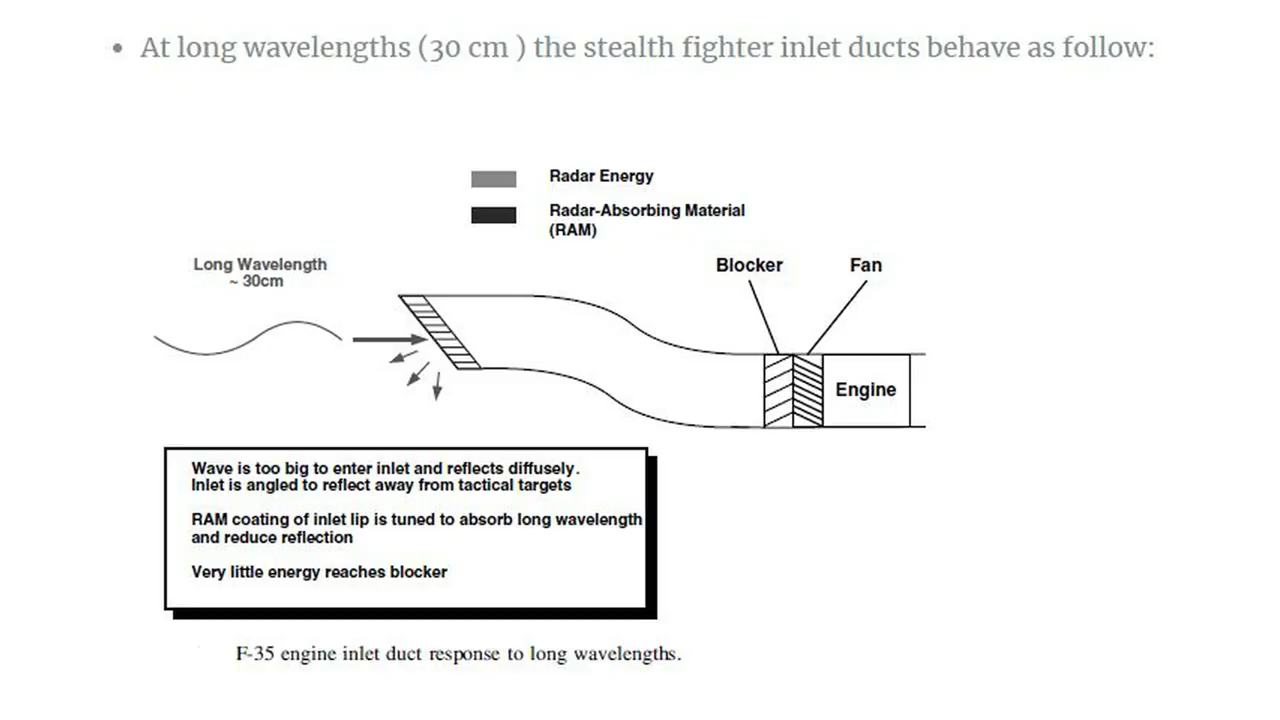 • At long wavelengths (30 cm ) the stealth fighter inlet ducts behave as follow:
Radar Energy
Radar-Absorbing Material
(RAM)
Long Wavelength
~ 30cm
Blocker
Fan
Engine
Wave is too big to enter inlet and reflects diffusely.
Inlet is angled to reflect away from tactical targets
RAM coating of inlet lip is tuned to absorb long wavelength
and reduce reflection
Very little energy reaches blocker
F-35 engine inlet duct response to long wavelengths.